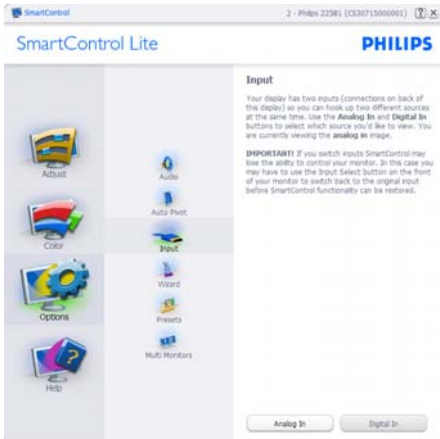 SmartControl
2 - Philips 225B1 (CS30715000001)
SmartControl Lite
PHILIPS
Adjust
Color
Options
Help
Audio
Auto Pivot
Input
Wizard
Presets
Multi Monitors
Input
Your display has two inputs (connections on back of
this display) so you can hook up two different sources
at the same time. Use the Analog In and Digital In
buttons to select which source you'd like to view. You
are currently viewing the analog in image.
IMPORTANT! If you switch inputs SmartControl may
lose the ability to control your monitor. In this case you
may have to use the Input Select button on the front
of your monitor to switch back to the original input
before SmartControl functionality can be restored.
Analog In
Digital In